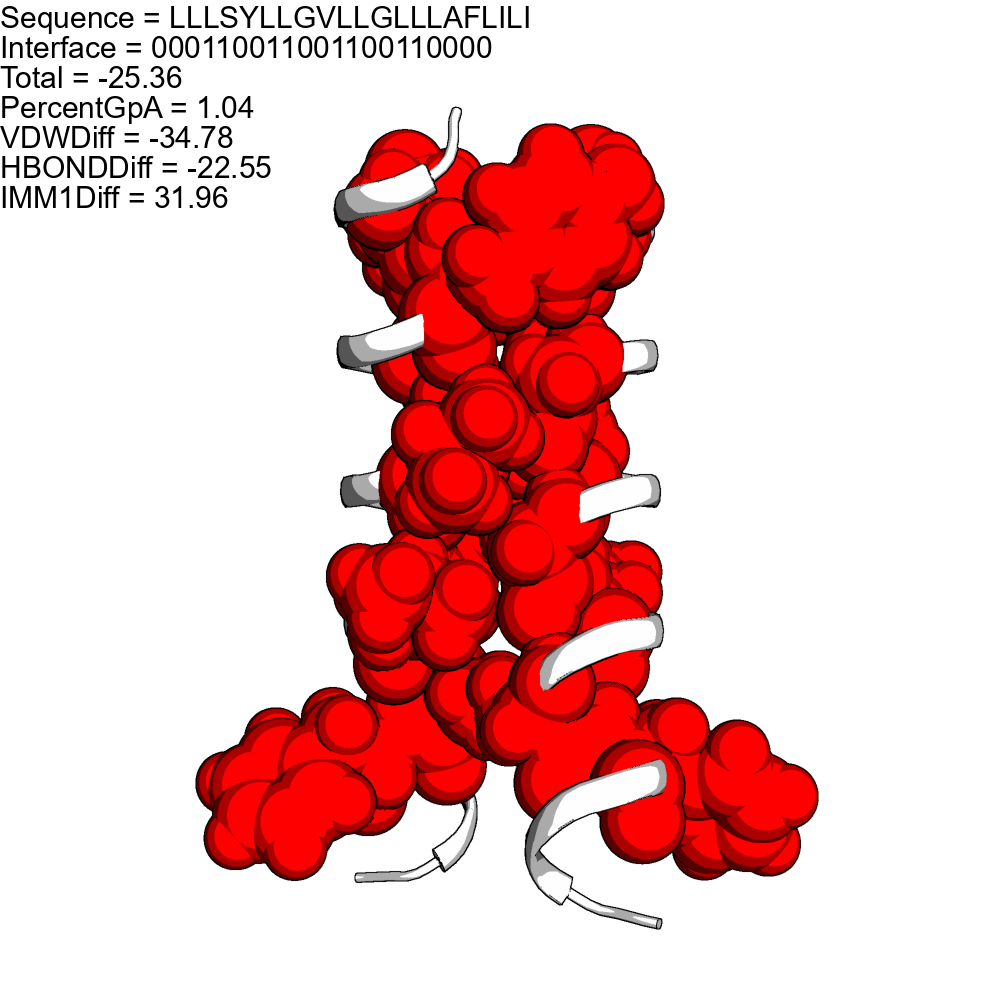 Sequence = LLLSYLLGVLLGLLLAFLILI
Interface = 000110011001100110000
Total = -25.36
PercentGpA = 1.04
VDWDiff = -34.78
HBONDDiff = -22.55
IMM1Diff = 31.96